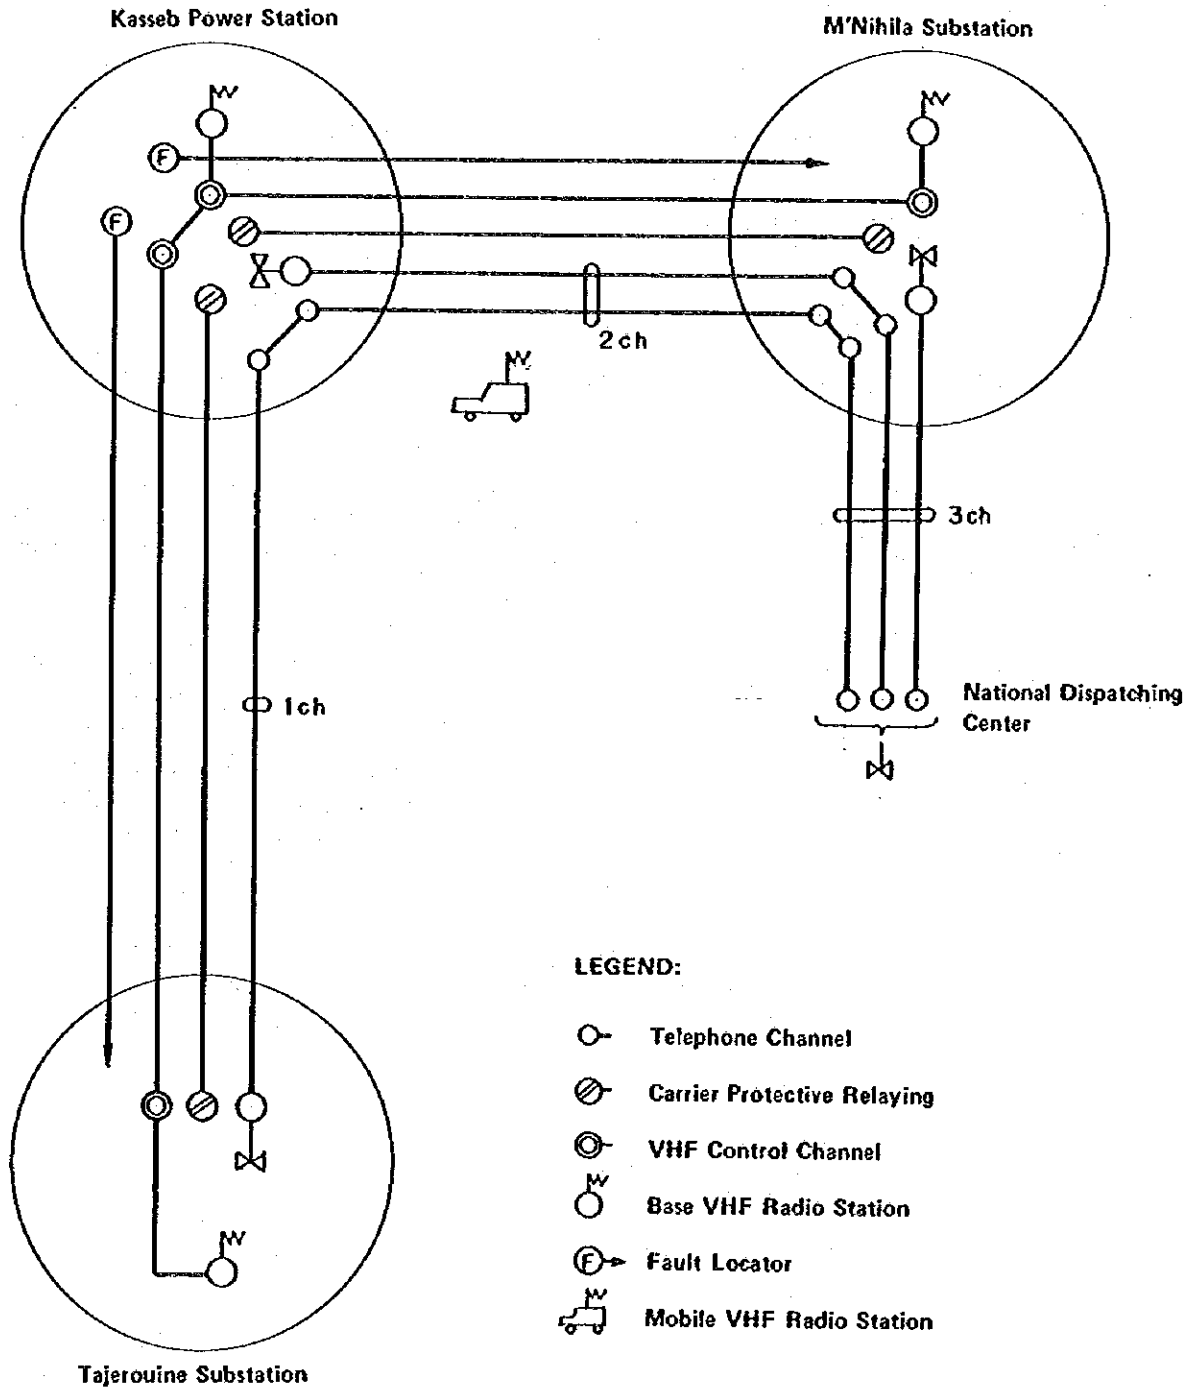 Kasseb Power Station
M'Nihila Substation
F
F
2ch
3ch
1ch
National Dispatching
Center
LEGEND:
Telephone Channel
Carrier Protective Relaying
VHF Control Channel
Base VHF Radio Station
F
Fault Locator
Mobile VHF Radio Station
Tajerouine Substation